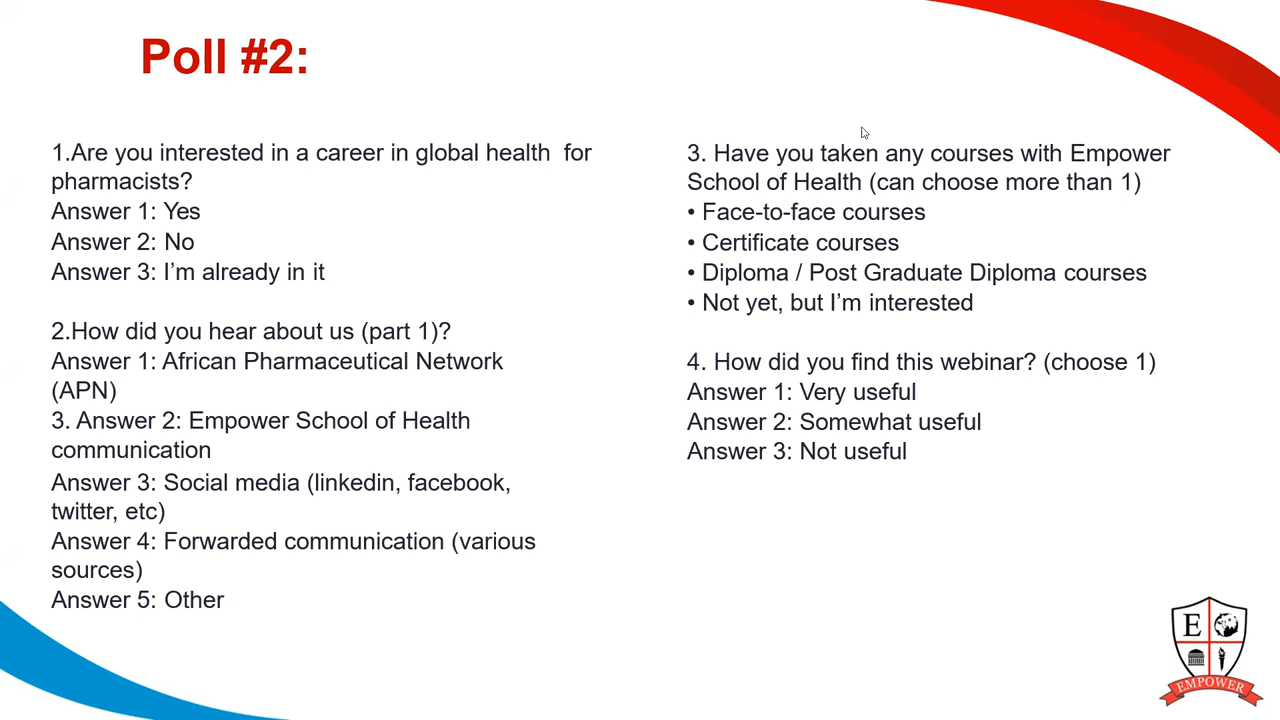 Poll #2:
1.Are you interested in a career in global health  for
pharmacists?
Answer 1: Yes
Answer 2: No
Answer 3: I’m already in it
2.How did you hear about us (part 1)?
Answer 1: African Pharmaceutical Network
(APN)
3. Answer 2: Empower School of Health
communication
Answer 3: Social media (linkedin, facebook,
twitter, etc)
Answer 4: Forwarded communication (various
sources)
Answer 5: Other
3. Have you taken any courses with Empower
School of Health (can choose more than 1)
• Face-to-face courses
• Certificate courses
• Diploma / Post Graduate Diploma courses
• Not yet, but I’m interested
4. How did you find this webinar? (choose 1)
Answer 1: Very useful
Answer 2: Somewhat useful
Answer 3: Not useful
E
EMPOWER